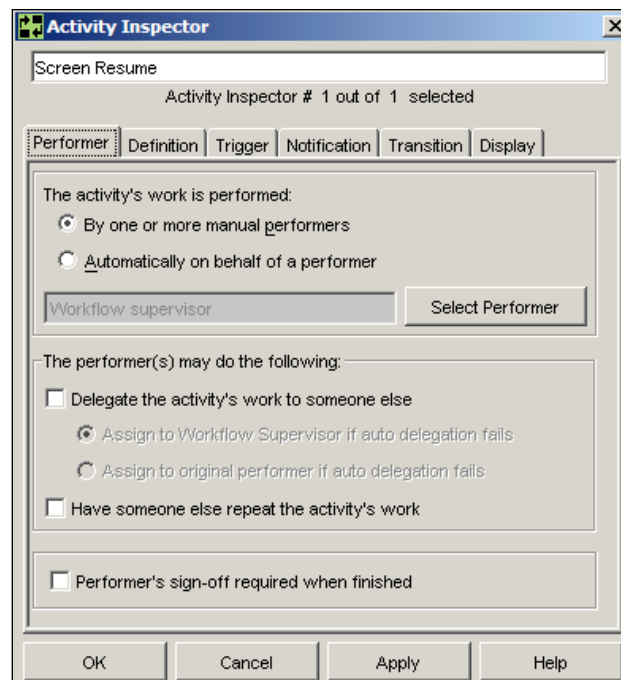 Activity Inspector
Screen Resume
Activity Inspector # 1 out of 1 selected
Performer Definition Trigger Notification Transition Display
The activity's work is performed:
By one or more manual performers
Automatically on behalf of a performer
Workflow supervisor Select Performer
The performer(s) may do the following:
Delegate the activity's work to someone else
Assign to Workflow Supervisor if auto delegation fails
Assign to original performer if auto delegation fails
Have someone else repeat the activity's work
Performer's sign-off required when finished
OK Cancel Apply Help